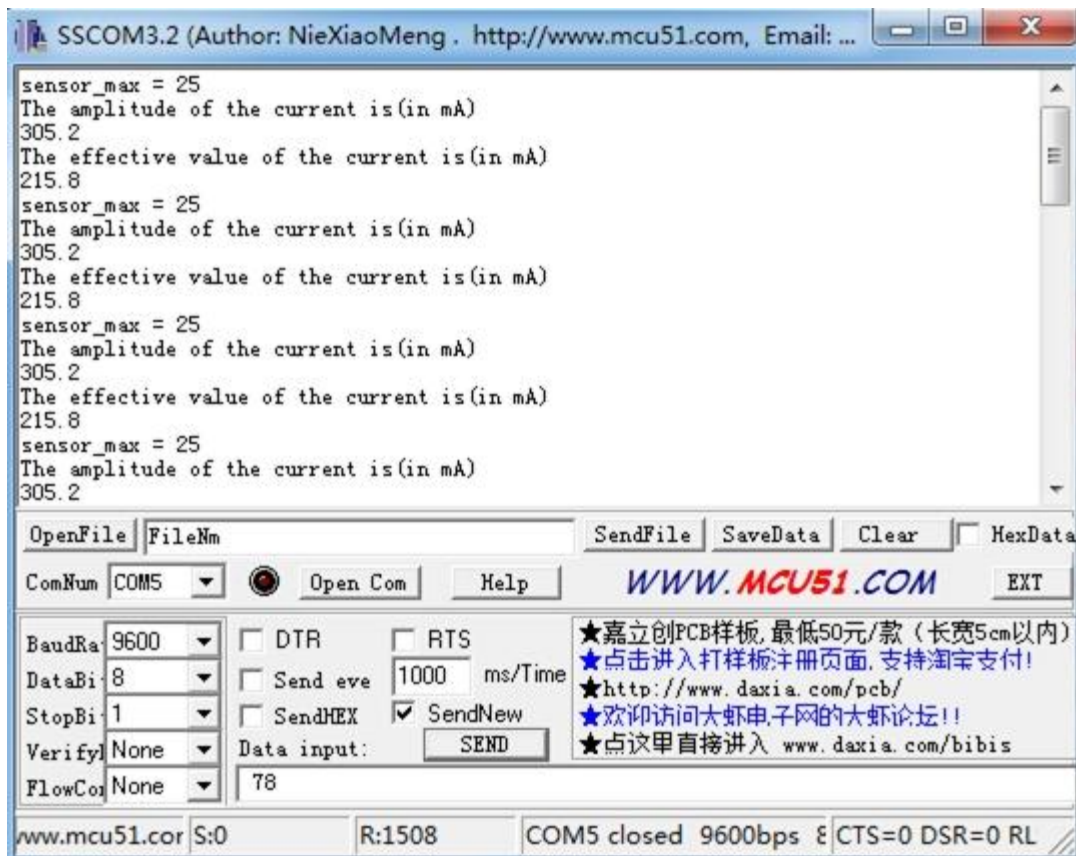 SSCOM3.2 (Author: NieXiaoMeng . http://www.mcu51.com, Email: ...
sensor_max = 25
The amplitude of the current is(in mA)
305.2
The effective value of the current is(in mA)
215.8
sensor_max = 25
The amplitude of the current is(in mA)
305.2
The effective value of the current is(in mA)
215.8
sensor_max = 25
The amplitude of the current is(in mA)
305.2
The effective value of the current is(in mA)
215.8
sensor_max = 25
The amplitude of the current is(in mA)
305.2
OpenFile FileNm SendFile SaveData Clear HexData
ComNum COM5 Open Com Help WWW.MCU51.COM EXT
BaudRa 9600 DTR RTS
DataBi 8 Send eve 1000 ms/Time
StopBi 1 SendHEX SendNew
Verify None Data input: SEND
FlowCo None 78
★嘉立创PCB样板,最低50元/款(长宽5cm以内)
★点击进入打样板注册页面,支持淘宝支付!
★http://www.daxia.com/pcb/
★欢迎访问大虾电子网的大虾论坛!!
★点这里直接进入 www.daxia.com/bibis
www.mcu51.cor S:0 R:1508 COM5 closed 9600bps 8 CTS=0 DSR=0 RL